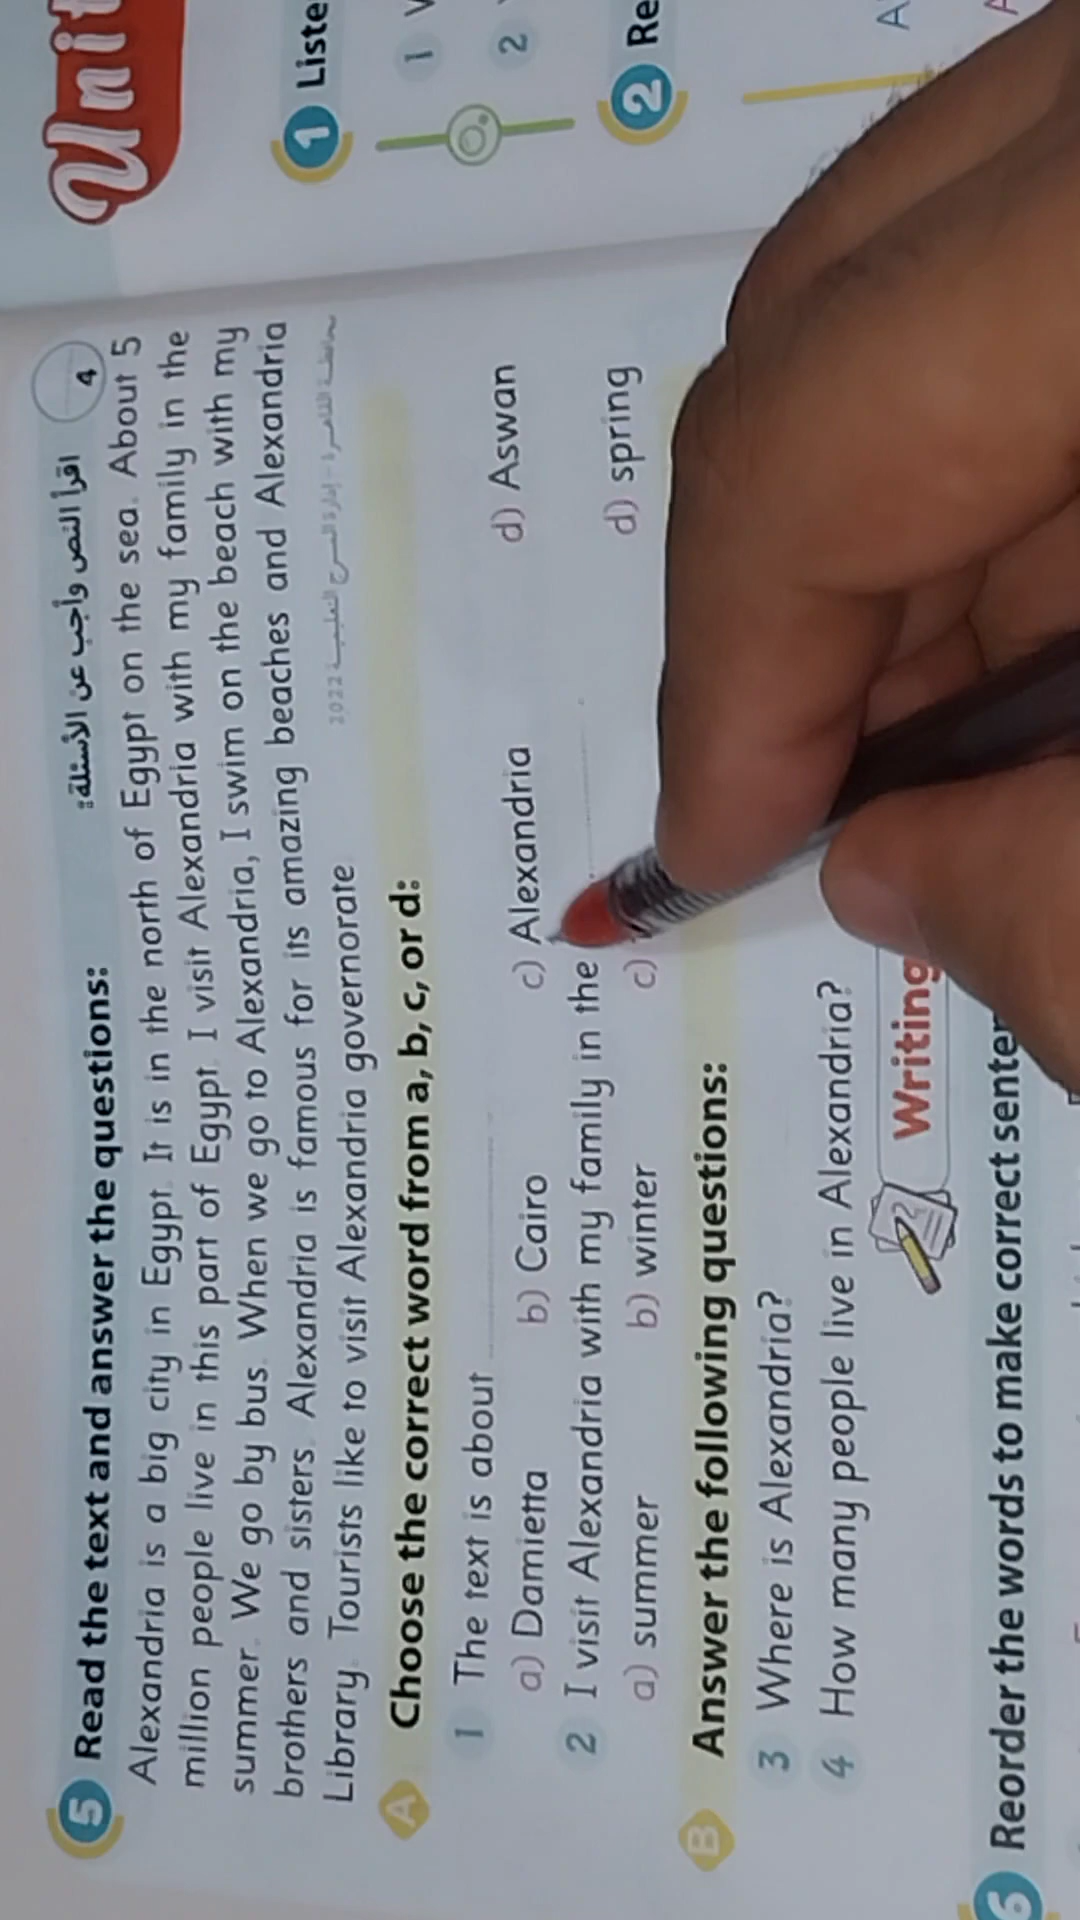 5 Read the text and answer the questions: اقرأ النص وأجب عن الأسئلة: 4
Alexandria is a big city in Egypt. It is in the north of Egypt on the sea. About 5
million people live in this part of Egypt. I visit Alexandria with my family in the
summer. We go by bus. When we go to Alexandria, I swim on the beach with my
brothers and sisters. Alexandria is famous for its amazing beaches and Alexandria
Library. Tourists like to visit Alexandria governorate
2022
A Choose the correct word from a, b, c, or d:
1 The text is about
a) Damietta b) Cairo c) Alexandria d) Aswan
2 I visit Alexandria with my family in the
a) summer b) winter c) d) spring
B Answer the following questions:
3 Where is Alexandria?
4 How many people live in Alexandria?
Writing
6 Reorder the words to make correct
Unit
1 Liste
1
2
2 Re
A